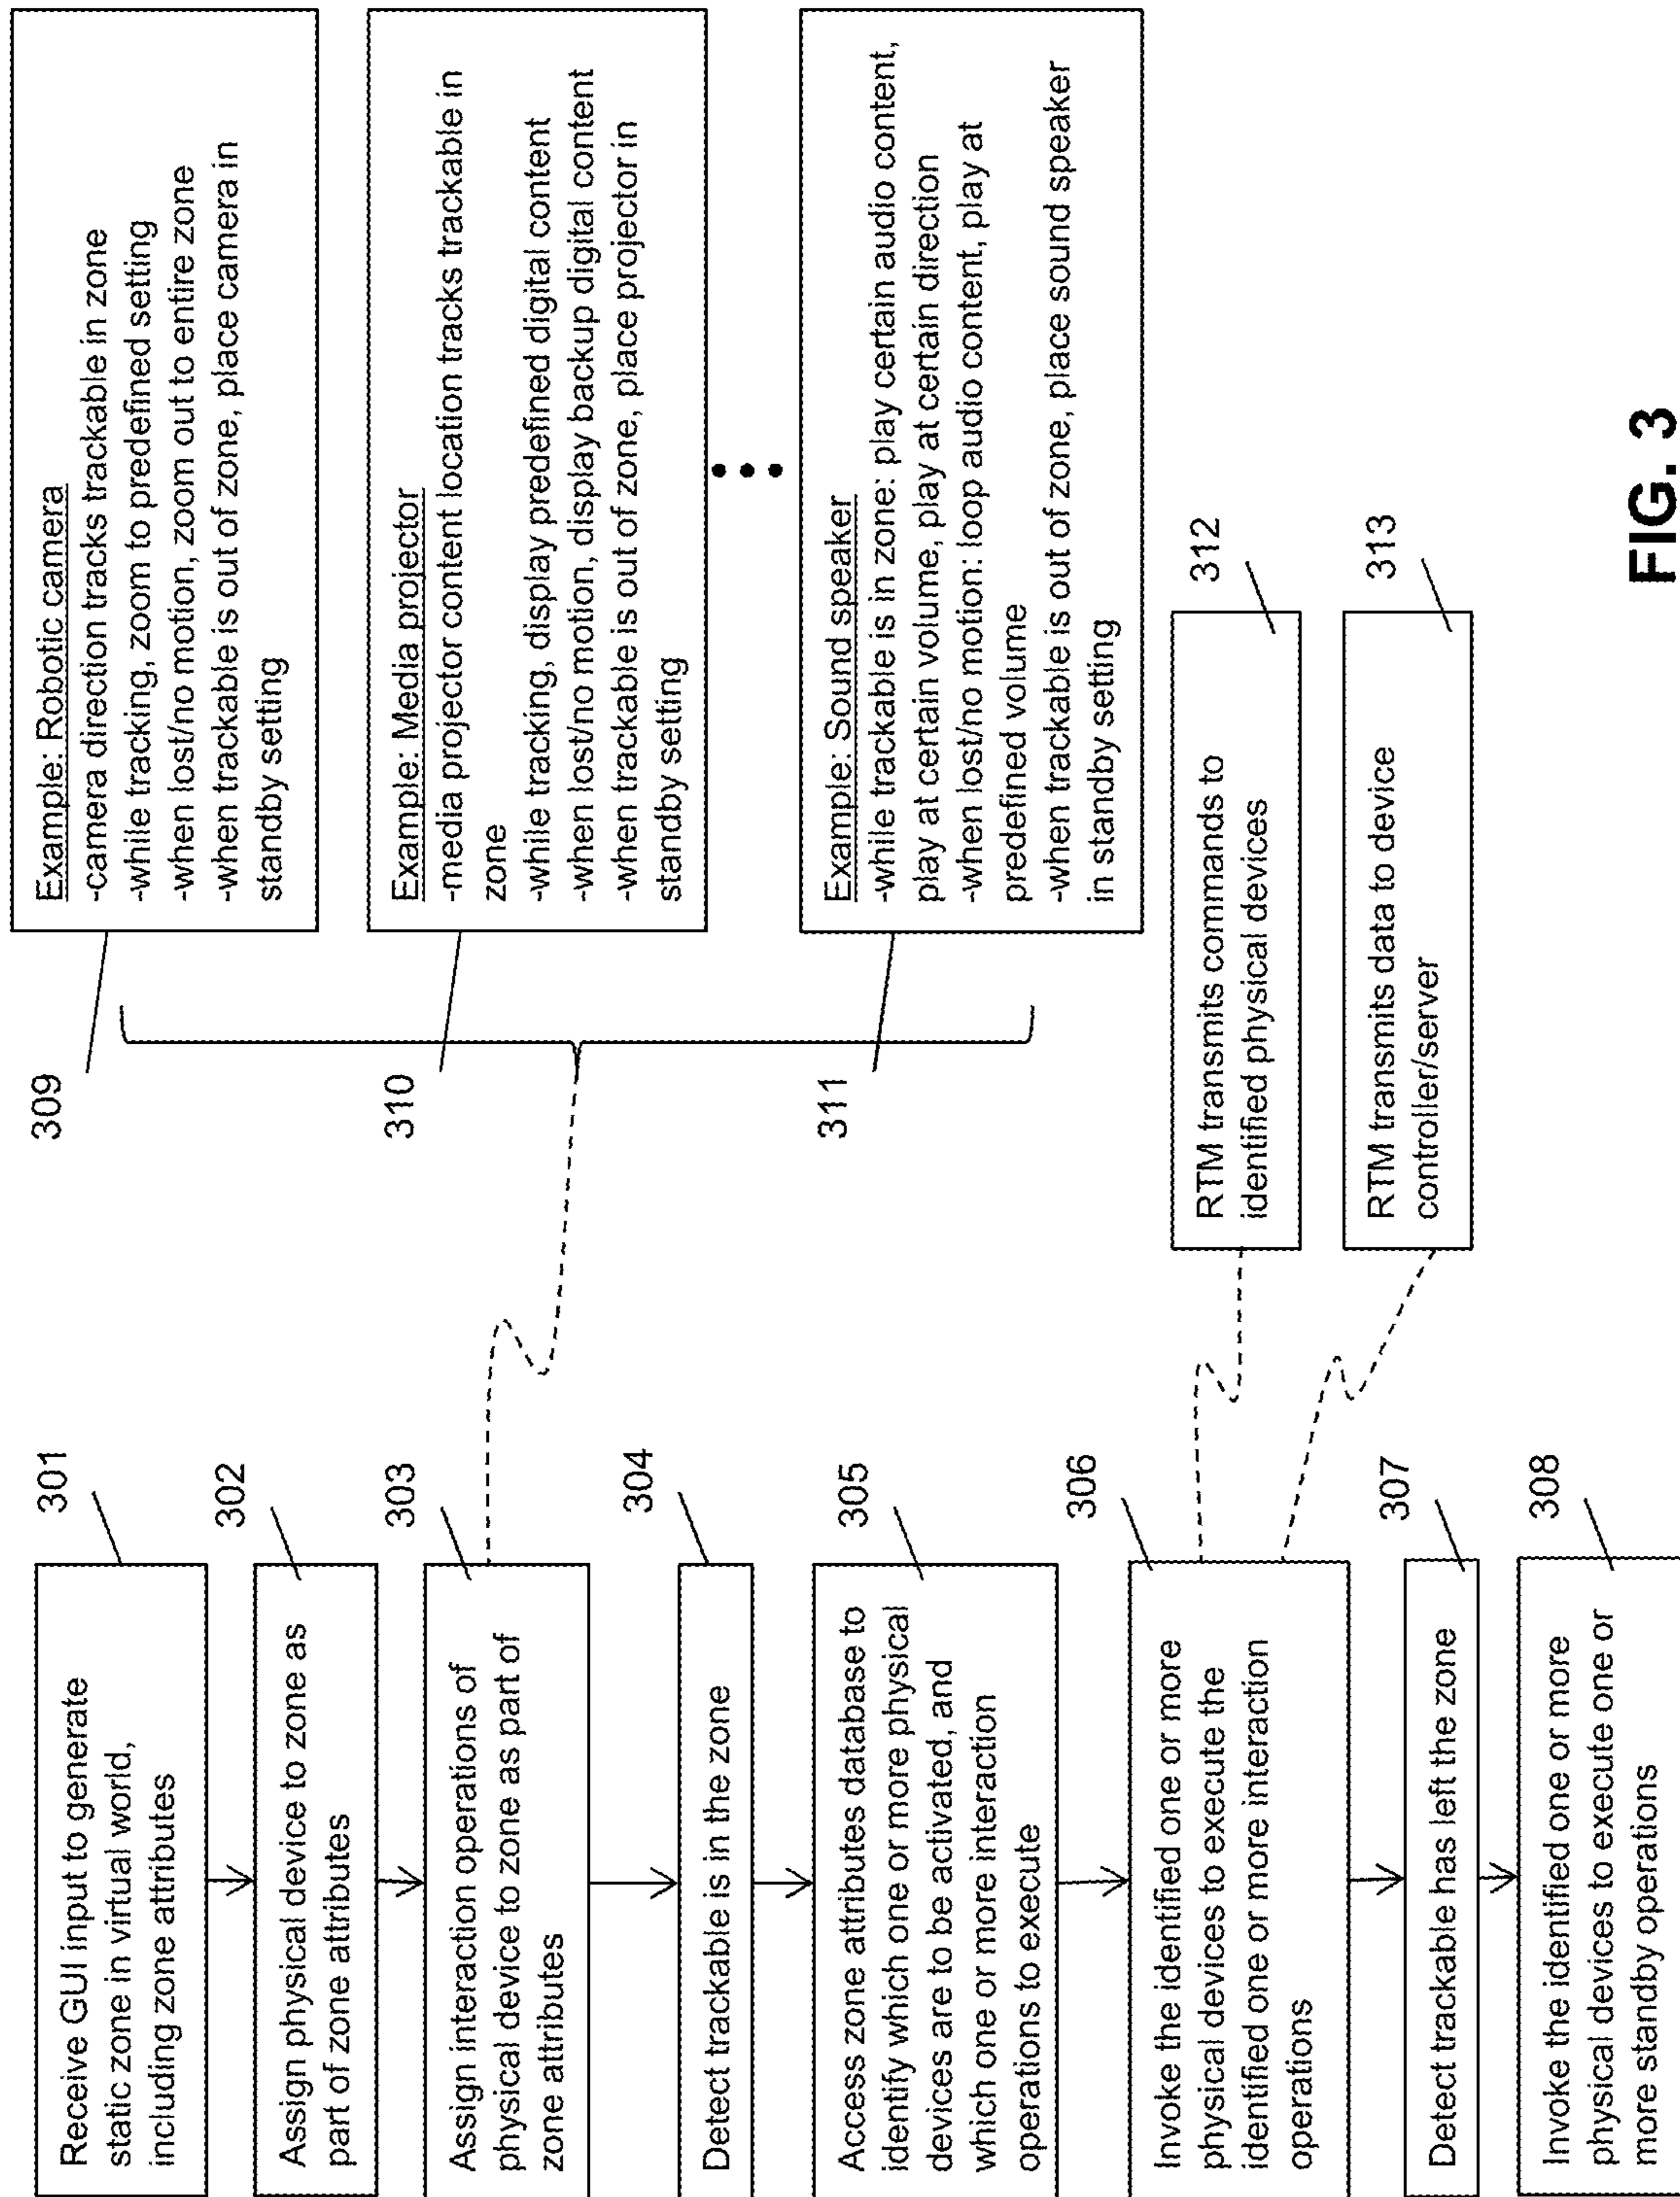 301
Receive GUI input to generate
static zone in virtual world,
including zone attributes
302
Assign physical device to zone as
part of zone attributes
303
Assign interaction operations of
physical device to zone as part of
zone attributes
304
Detect trackable is in the zone
305
Access zone attributes database to
identify which one or more physical
devices are to be activated, and
which one or more interaction
operations to execute
306
Invoke the identified one or more
physical devices to execute the
identified one or more interaction
operations
307
Detect trackable has left the zone
308
Invoke the identified one or more
physical devices to execute one or
more standby operations
309
Example: Robotic camera
-camera direction tracks trackable in zone
-while tracking, zoom to predefined setting
-when lost/no motion, zoom out to entire zone
-when trackable is out of zone, place camera in
standby setting
310
Example: Media projector
-media projector content location tracks trackable in
zone
-while tracking, display predefined digital content
-when lost/no motion, display backup digital content
-when trackable is out of zone, place projector in
standby setting
311
Example: Sound speaker
-while trackable is in zone: play certain audio content,
play at certain volume, play at certain direction
-when lost/no motion: loop audio content, play at
predefined volume
-when trackable is out of zone, place sound speaker
in standby setting
312
RTM transmits commands to
identified physical devices
313
RTM transmits data to device
controller/server
FIG. 3